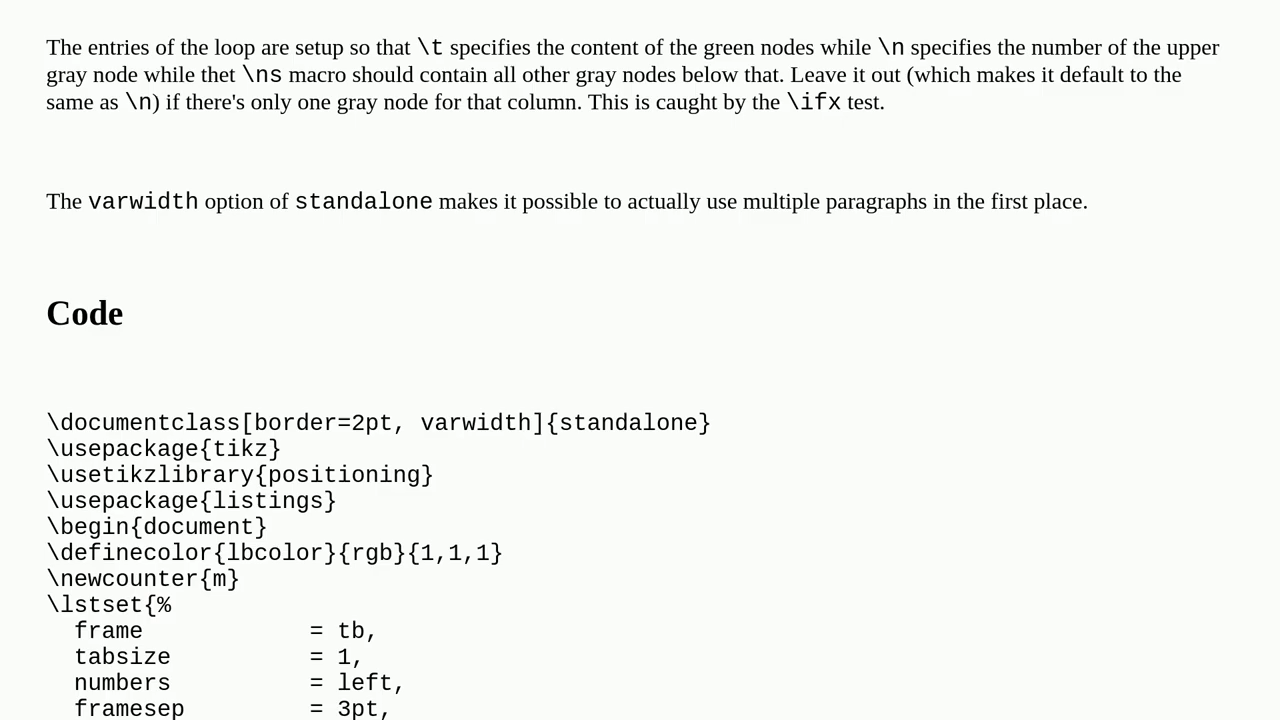 The entries of the loop are setup so that \t specifies the content of the green nodes while \n specifies the number of the upper
gray node while thet \ns macro should contain all other gray nodes below that. Leave it out (which makes it default to the
same as \n) if there's only one gray node for that column. This is caught by the \ifx test.
The varwidth option of standalone makes it possible to actually use multiple paragraphs in the first place.
Code
\documentclass[border=2pt, varwidth]{standalone}
\usepackage{tikz}
\usetikzlibrary{positioning}
\usepackage{listings}
\begin{document}
\definecolor{lbcolor}{rgb}{1,1,1}
\newcounter{m}
\lstset{%
  frame            = tb,
  tabsize          = 1,
  numbers          = left,
  framesep         = 3pt,